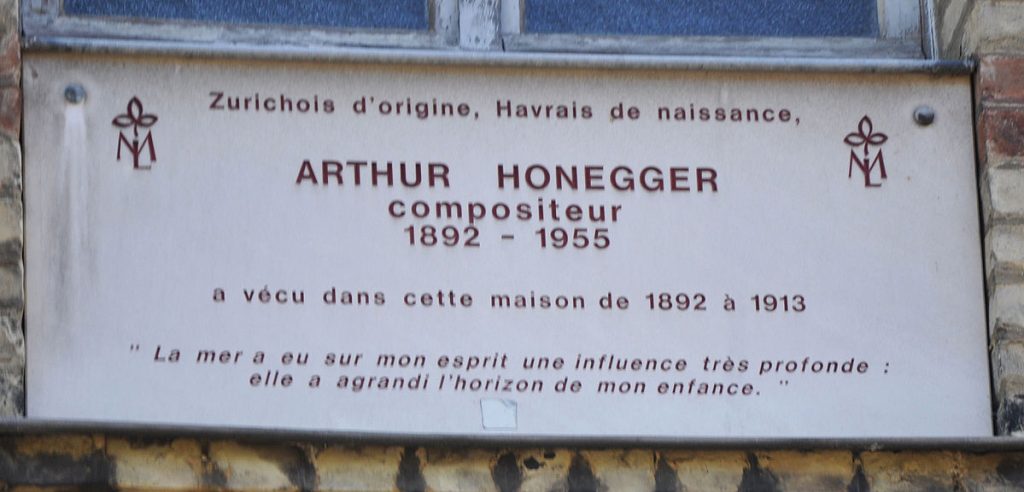 Zurichois d'origine, Havrais de naissance,
ARTHUR HONEGGER
compositeur
1892 - 1955
a vécu dans cette maison de 1892 à 1913
" La mer a eu sur mon esprit une influence très profonde :
elle a agrandi l'horizon de mon enfance. "